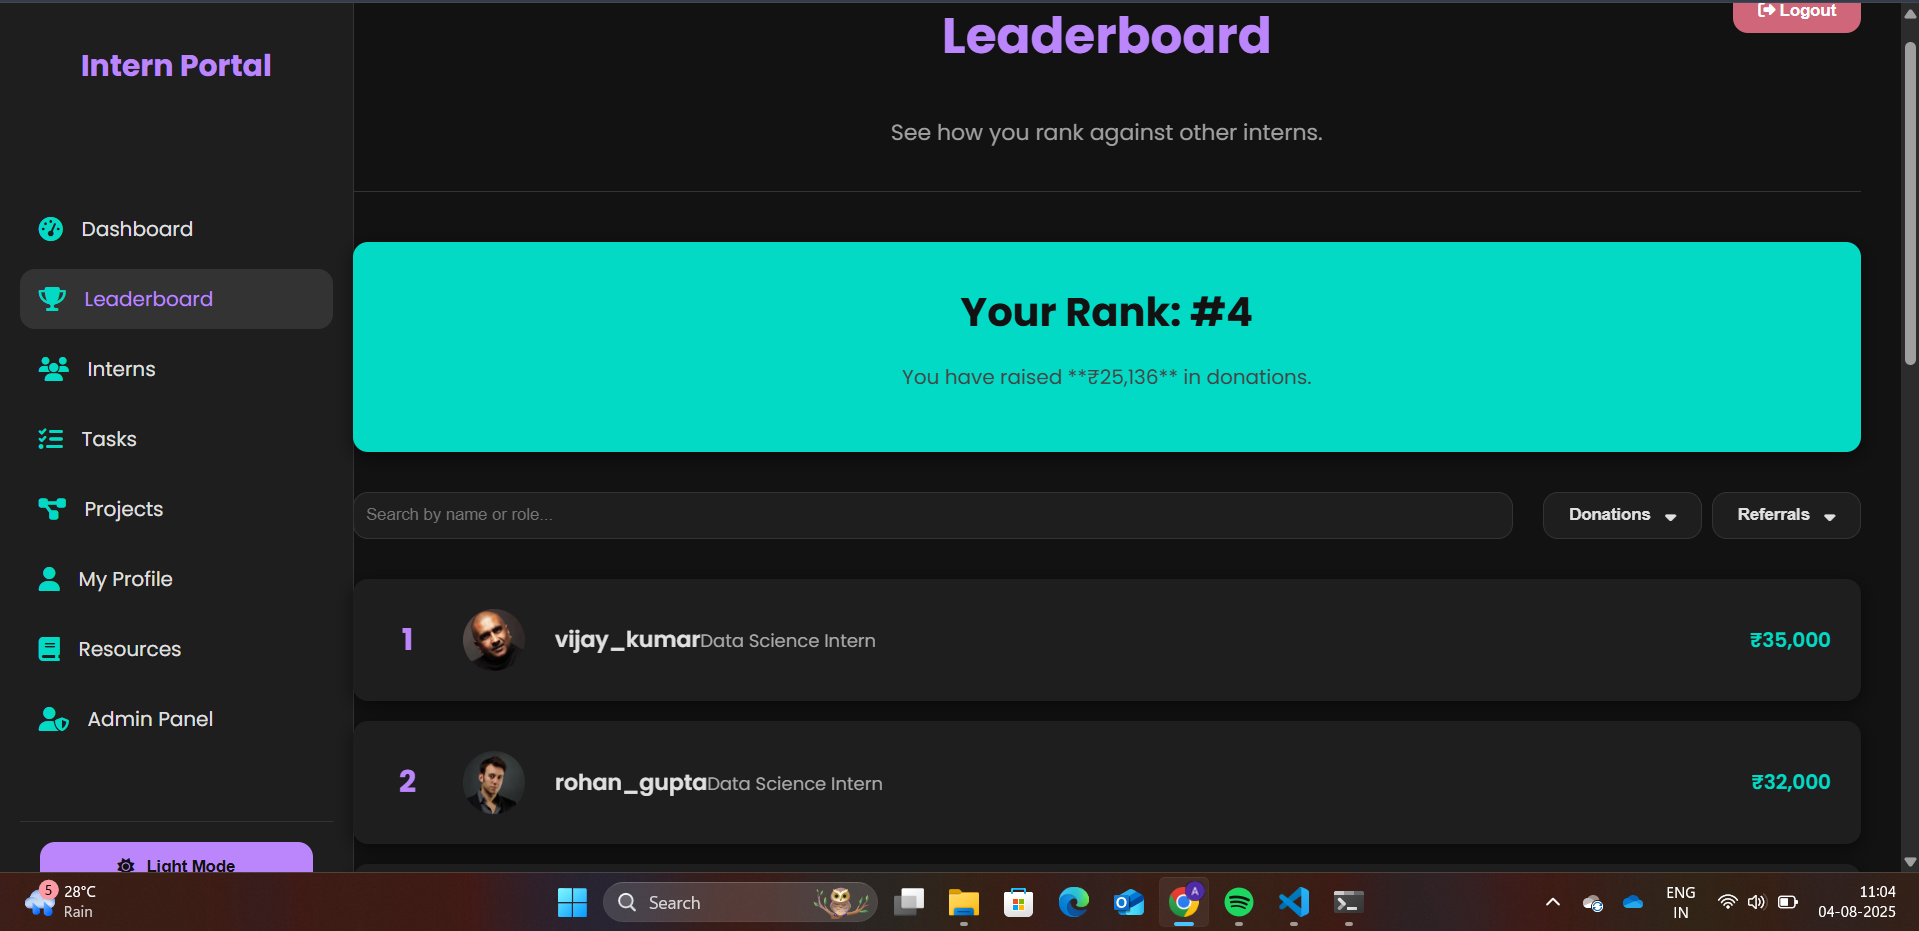 Intern Portal
Dashboard
Leaderboard
Interns
Tasks
Projects
My Profile
Resources
Admin Panel
Light Mode
Logout
Leaderboard
See how you rank against other interns.
Your Rank: #4
You have raised **₹25,136** in donations.
Search by name or role...
Donations
Referrals
1 vijay_kumarData Science Intern ₹35,000
2 rohan_guptaData Science Intern ₹32,000
5
28°C
Rain
Search
A
ENG
IN
11:04
04-08-2025